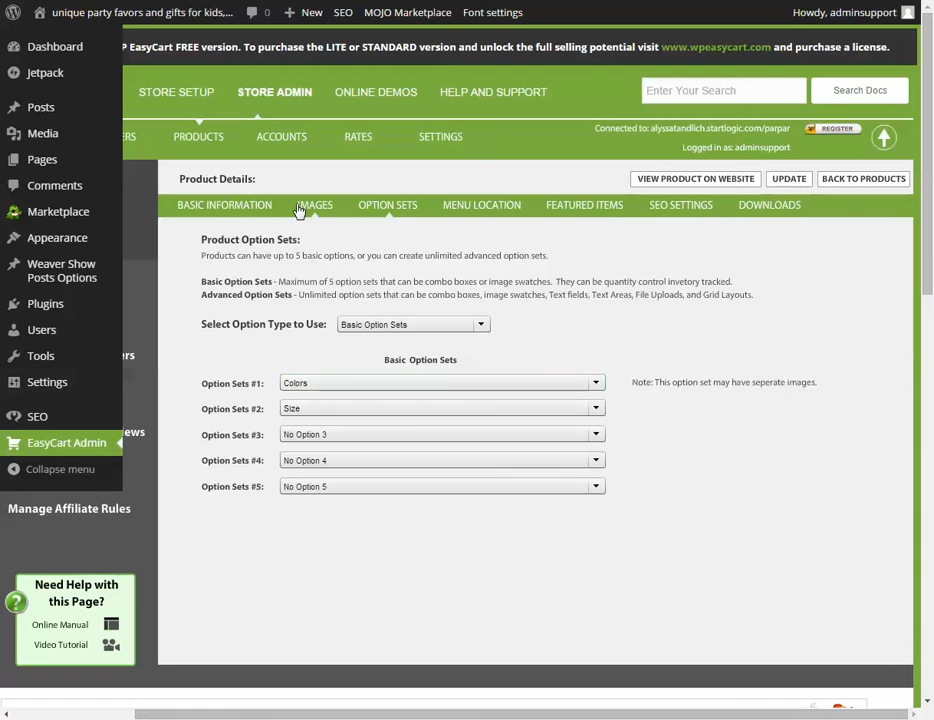 unique party favors and gifts for kids,...
0
New
SEO
MOJO Marketplace
Font settings
Howdy, adminsupport
P EasyCart FREE version. To purchase the LITE or STANDARD version and unlock the full selling potential visit www.wpeasycart.com and purchase a license.
STORE SETUP
STORE ADMIN
ONLINE DEMOS
HELP AND SUPPORT
Enter Your Search
Search Docs
ERS
PRODUCTS
ACCOUNTS
RATES
SETTINGS
Connected to: alyssatandlich.startlogic.com/parpar
REGISTER
Logged in as: adminsupport
Dashboard
Jetpack
Posts
Media
Pages
Comments
Marketplace
Appearance
Weaver Show
Posts Options
Plugins
Users
Tools
Settings
SEO
EasyCart Admin
Collapse menu
ers
ews
Manage Affiliate Rules
Need Help with
this Page?
Online Manual
Video Tutorial
Product Details:
VIEW PRODUCT ON WEBSITE
UPDATE
BACK TO PRODUCTS
BASIC INFORMATION
IMAGES
OPTION SETS
MENU LOCATION
FEATURED ITEMS
SEO SETTINGS
DOWNLOADS
Product Option Sets:
Products can have up to 5 basic options, or you can create unlimited advanced option sets.
Basic Option Sets - Maximum of 5 option sets that can be combo boxes or image swatches. They can be quantity control invetory tracked.
Advanced Option Sets - Unlimited option sets that can be combo boxes, image swatches, Text fields, Text Areas, File Uploads, and Grid Layouts.
Select Option Type to Use:
Basic Option Sets
Basic Option Sets
Option Sets #1:
Colors
Note: This option set may have seperate images.
Option Sets #2:
Size
Option Sets #3:
No Option 3
Option Sets #4:
No Option 4
Option Sets #5:
No Option 5